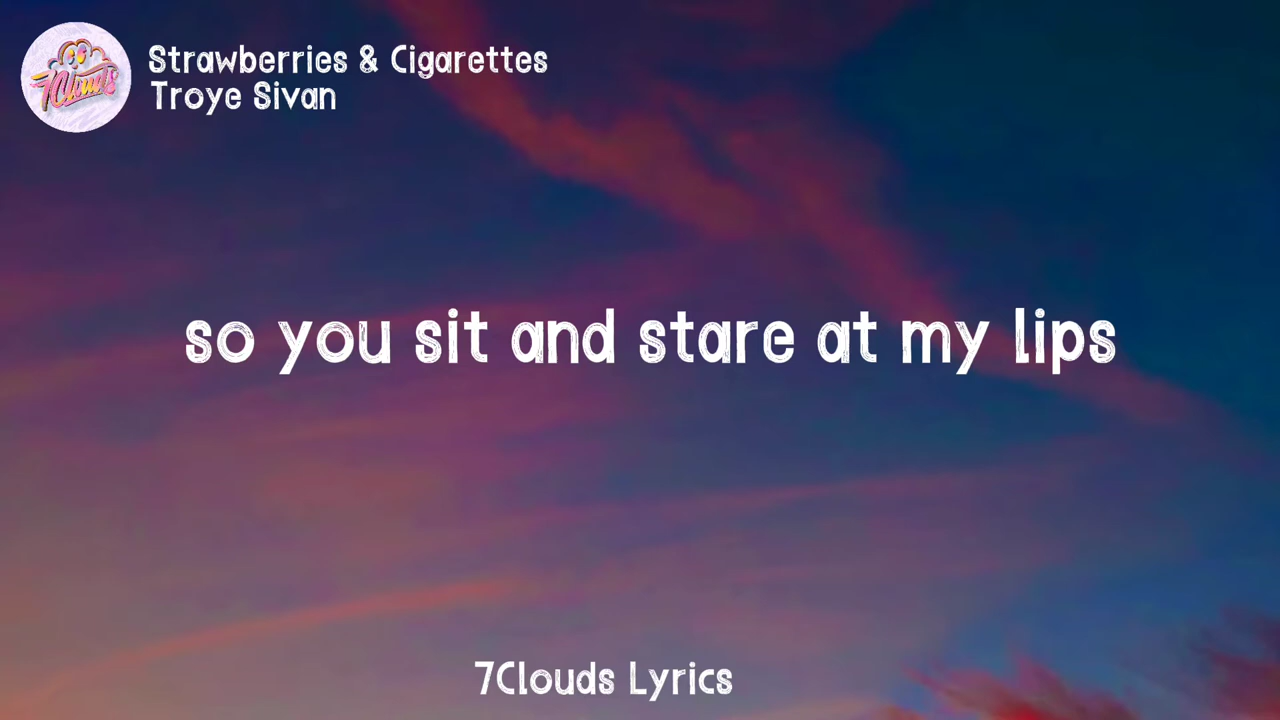 7Clouds
Strawberries & Cigarettes
Troye Sivan
so you sit and stare at my lips
7Clouds Lyrics